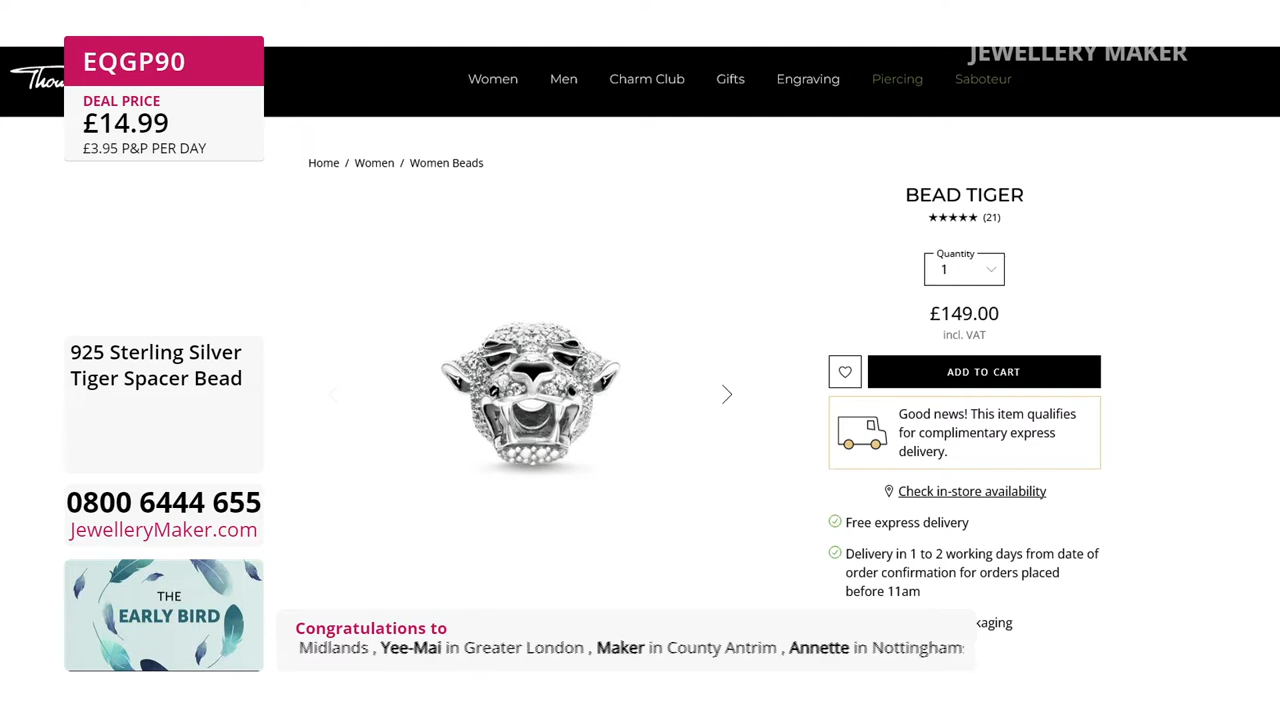 EQGP90
DEAL PRICE
£14.99
£3.95 P&P PER DAY
JEWELLERY MAKER
Women Men Charm Club Gifts Engraving Piercing Saboteur
Home / Women / Women Beads
BEAD TIGER
★★★★★ (21)
Quantity
1
£149.00
incl. VAT
ADD TO CART
Good news! This item qualifies
for complimentary express
delivery.
Check in-store availability
Free express delivery
Delivery in 1 to 2 working days from date of
order confirmation for orders placed
before 11am
925 Sterling Silver
Tiger Spacer Bead
0800 6444 655
JewelleryMaker.com
THE
EARLY BIRD
Congratulations to
Midlands , Yee-Mai in Greater London , Maker in County Antrim , Annette in Nottingham